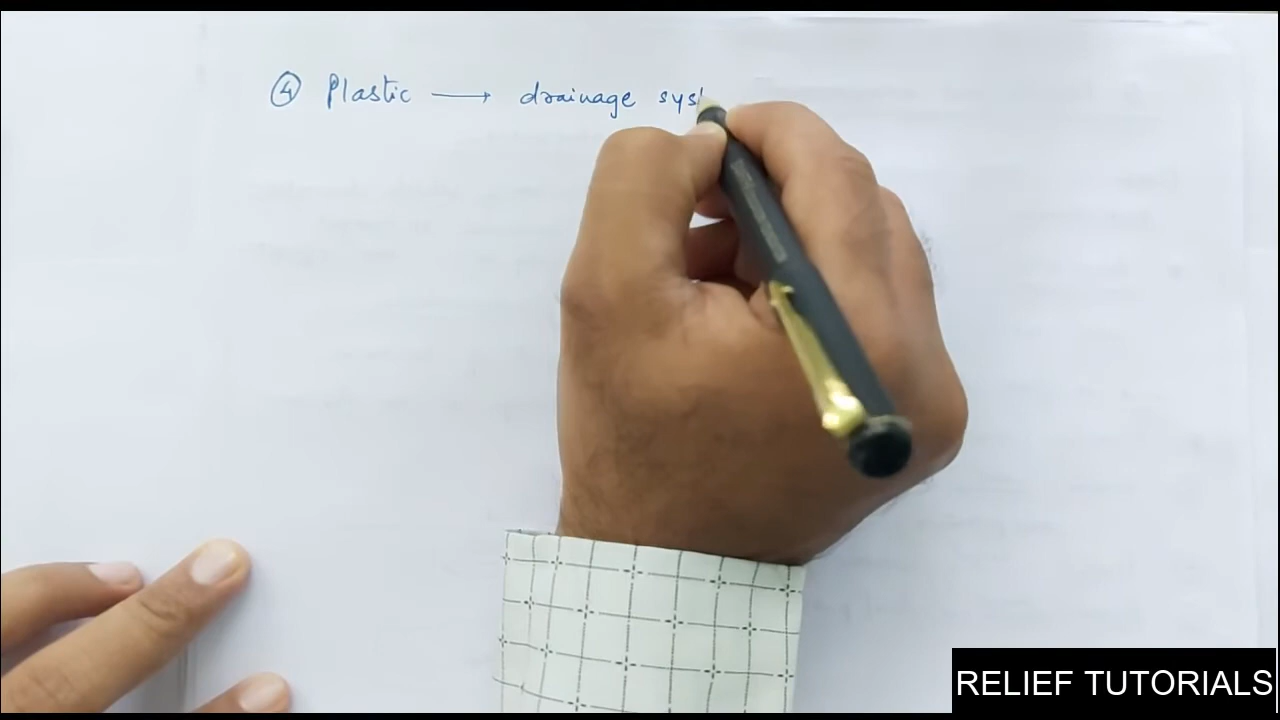 ④ Plastic → drainage sys
RELIEF TUTORIALS